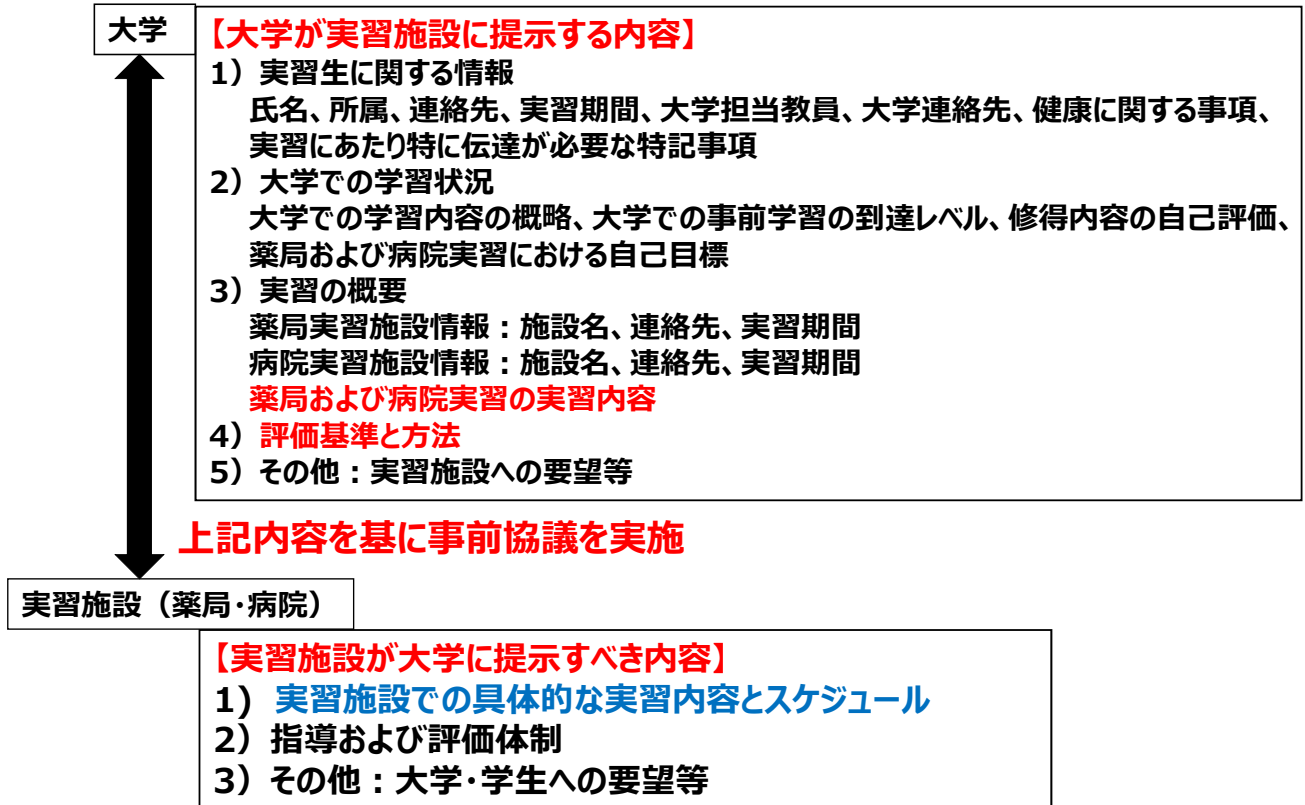 大学
【大学が実習施設に提示する内容】
1）実習生に関する情報
氏名、所属、連絡先、実習期間、大学担当教員、大学連絡先、健康に関する事項、
実習にあたり特に伝達が必要な特記事項
2）大学での学習状況
大学での学習内容の概略、大学での事前学習の到達レベル、修得内容の自己評価、
薬局および病院実習における自己目標
3）実習の概要
薬局実習施設情報：施設名、連絡先、実習期間
病院実習施設情報：施設名、連絡先、実習期間
薬局および病院実習の実習内容
4）評価基準と方法
5）その他：実習施設への要望等
上記内容を基に事前協議を実施
実習施設（薬局・病院）
【実習施設が大学に提示すべき内容】
1) 実習施設での具体的な実習内容とスケジュール
2）指導および評価体制
3）その他：大学・学生への要望等